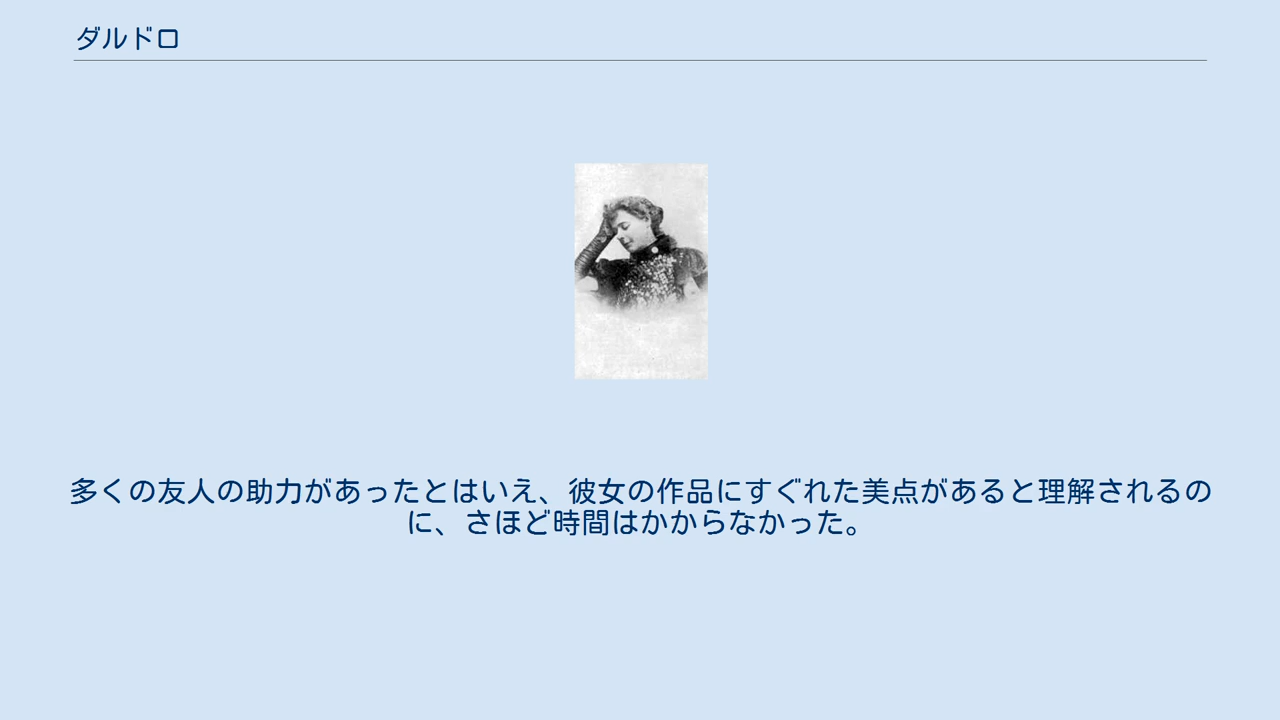 ダルドロ
多くの友人の助力があったとはいえ、彼女の作品にすぐれた美点があると理解されるの
に、さほど時間はかからなかった。